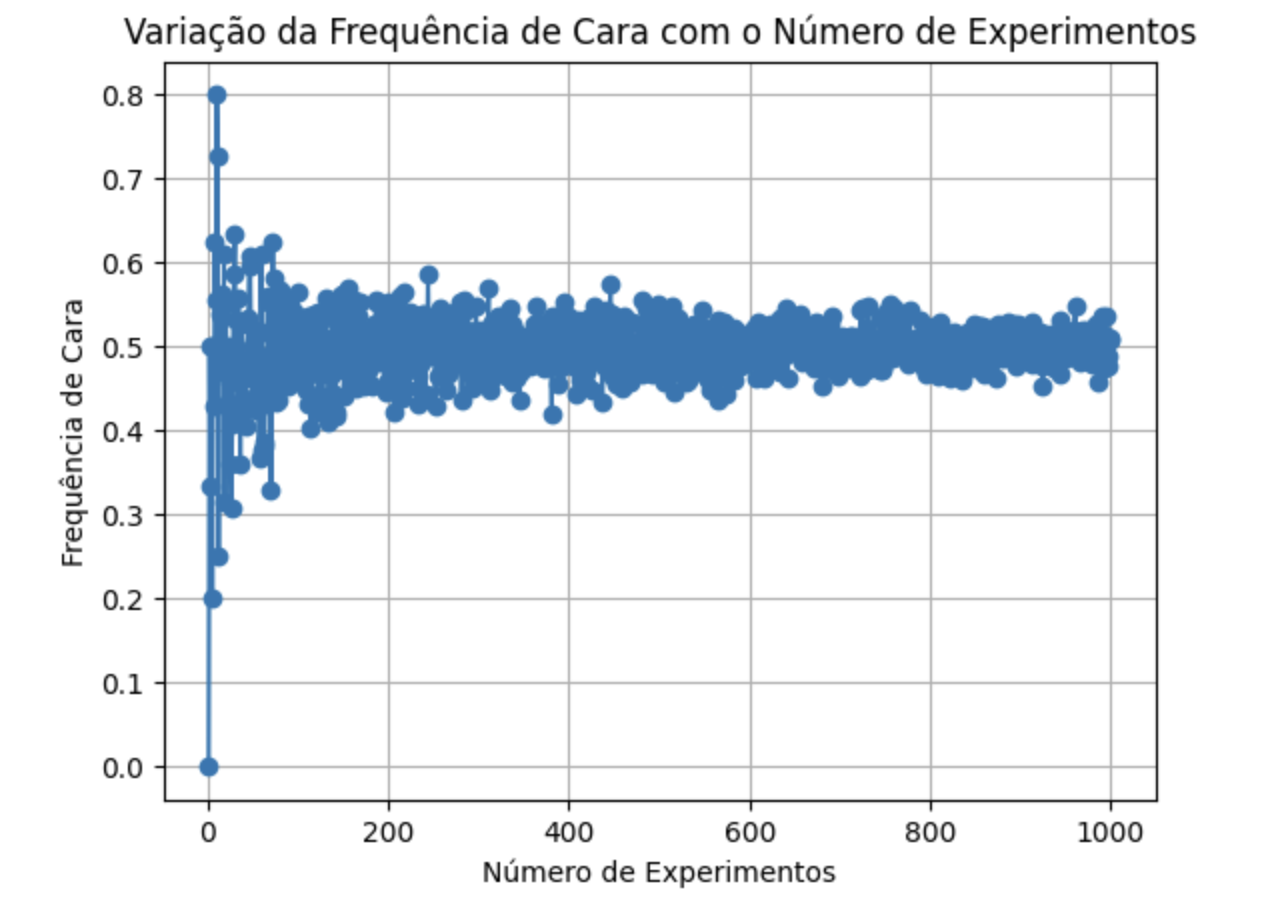 Variação da Frequência de Cara com o Número de Experimentos
Frequência de Cara
0.8
0.7
0.6
0.5
0.4
0.3
0.2
0.1
0.0
0 200 400 600 800 1000
Número de Experimentos